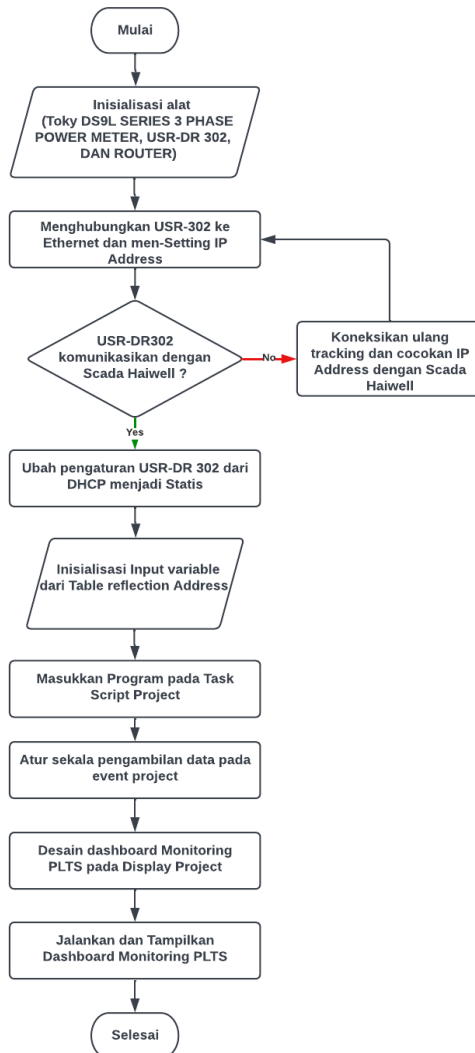 Mulai
Inisialisasi alat
(Toky DS9L SERIES 3 PHASE
POWER METER, USR-DR 302,
DAN ROUTER)
Menghubungkan USR-302 ke
Ethernet dan men-Setting IP
Address
USR-DR302
komunikasikan dengan
Scada Haiwell ?
No
Koneksikan ulang
tracking dan cocokan IP
Address dengan Scada
Haiwell
Yes
Ubah pengaturan USR-DR 302 dari
DHCP menjadi Statis
Inisialisasi Input variable
dari Table reflection Address
Masukkan Program pada Task
Script Project
Atur sekala pengambilan data pada
event project
Desain dashboard Monitoring
PLTS pada Display Project
Jalankan dan Tampilkan
Dashboard Monitoring PLTS
Selesai